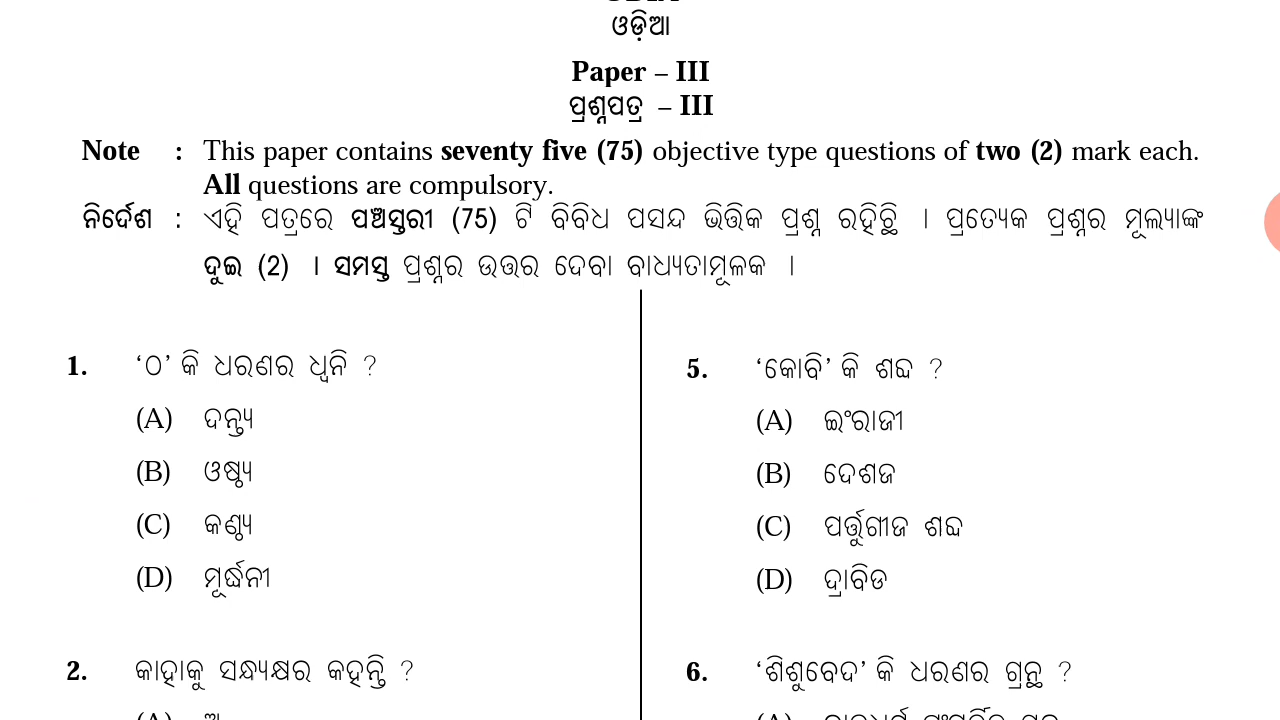 ଓଡ଼ିଆ
Paper – III
ପ୍ରଶ୍ନପତ୍ର – III
Note : This paper contains seventy five (75) objective type questions of two (2) mark each.
All questions are compulsory.
ନିର୍ଦେଶ : ଏହି ପତ୍ରରେ ପଞ୍ଚସ୍ତରୀ (75) ଟି ବିବିଧ ପସନ୍ଦ ଭିତ୍ତିକ ପ୍ରଶ୍ନ ରହିଛି । ପ୍ରତ୍ୟେକ ପ୍ରଶ୍ନର ମୂଲ୍ୟାଙ୍କ
ଦୁଇ (2) । ସମସ୍ତ ପ୍ରଶ୍ନର ଉତ୍ତର ଦେବା ବାଧ୍ୟତାମୂଳକ ।
1. ‘ଠ’ କି ଧରଣର ଧ୍ୱନି ?
(A) ଦନ୍ତ୍ୟ
(B) ଓଷ୍ଠ୍ୟ
(C) କଣ୍ଠ୍ୟ
(D) ମୂର୍ଦ୍ଧନୀ
2. କାହାକୁ ସନ୍ଧ୍ୟକ୍ଷର କହନ୍ତି ?
5. ‘କୋବି’ କି ଶବ୍ଦ ?
(A) ଇଂରାଜୀ
(B) ଦେଶଜ
(C) ପର୍ତ୍ତୁଗୀଜ ଶବ୍ଦ
(D) ଦ୍ରାବିଡ
6. ‘ଶିଶୁବେଦ’ କି ଧରଣର ଗ୍ରନ୍ଥ ?